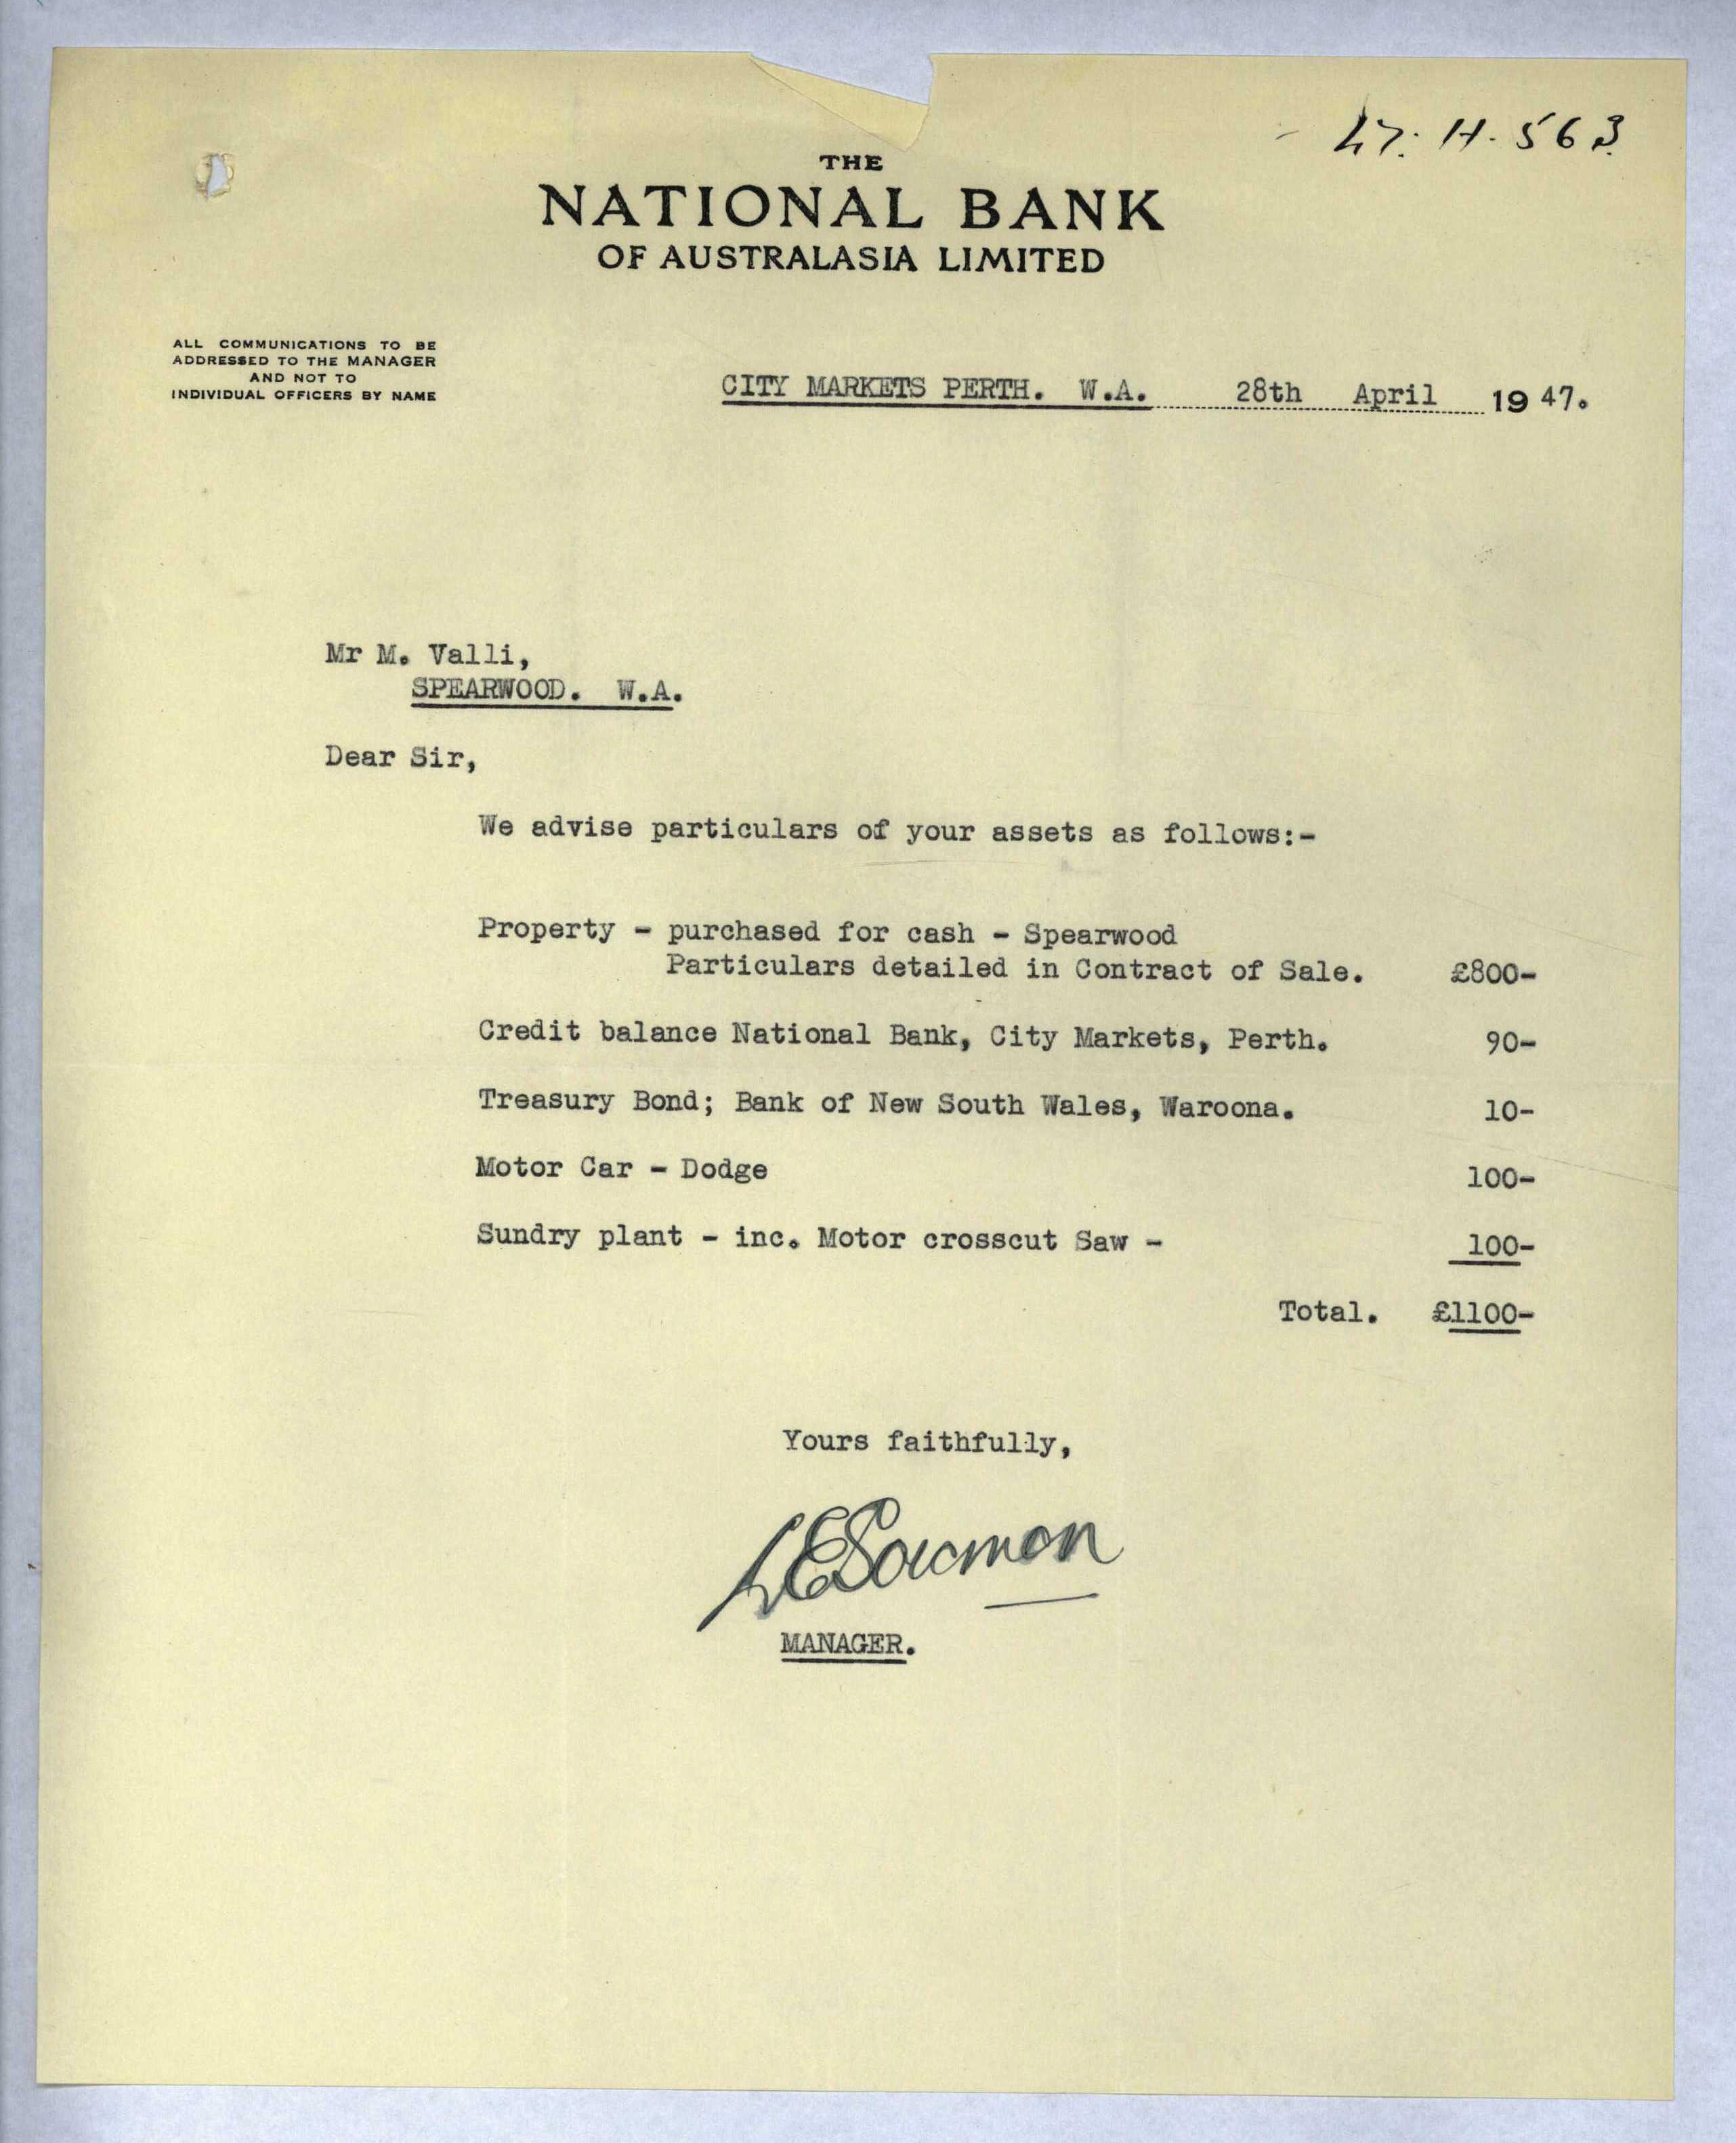 47. H. 563
THE
NATIONAL BANK
OF AUSTRALASIA LIMITED
ALL COMMUNICATIONS TO BE
ADDRESSED TO THE MANAGER
AND NOT TO
INDIVIDUAL OFFICERS BY NAME
CITY MARKETS PERTH. W.A. 28th April 19 47.
Mr M. Valli,
SPEARWOOD. W.A.
Dear Sir,
We advise particulars of your assets as follows:-
Property - purchased for cash - Spearwood
Particulars detailed in Contract of Sale. £800-
Credit balance National Bank, City Markets, Perth. 90-
Treasury Bond; Bank of New South Wales, Waroona. 10-
Motor Car - Dodge 100-
Sundry plant - inc. Motor crosscut Saw - 100-
Total. £1100-
Yours faithfully,
MANAGER.